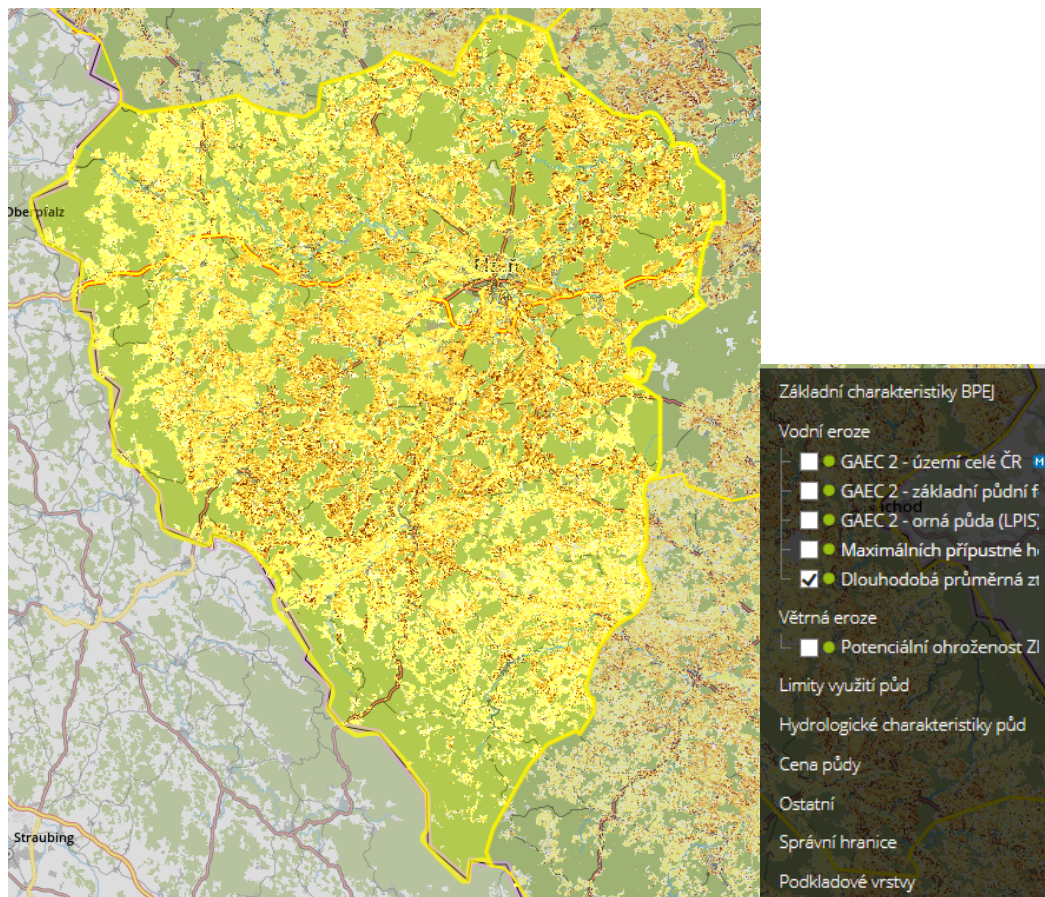 Oberpfalz
Plzeň
Straubing
Základní charakteristiky BPEJ
Vodní eroze
GAEC 2 - území celé ČR M
GAEC 2 - základní půdní f
GAEC 2 - orná půda (LPIS)
Maximálních přípustné h
Dlouhodobá průměrná zt
Větrná eroze
Potenciální ohroženost ZI
Limity využití půd
Hydrologické charakteristiky půd
Cena půdy
Ostatní
Správní hranice
Podkladové vrstvy